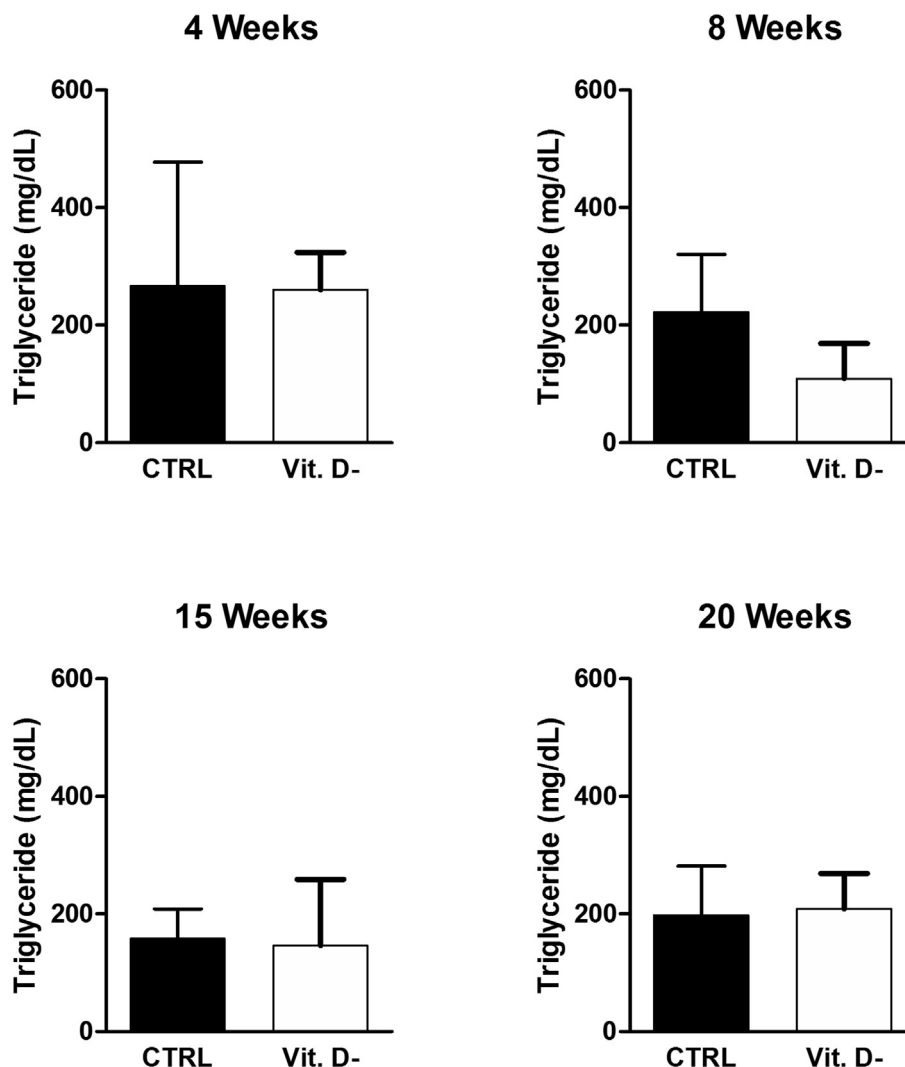 4 Weeks
Triglyceride (mg/dL)
600
400
200
0
CTRL
Vit. D-
8 Weeks
Triglyceride (mg/dL)
600
400
200
0
CTRL
Vit. D-
15 Weeks
Triglyceride (mg/dL)
600
400
200
0
CTRL
Vit. D-
20 Weeks
Triglyceride (mg/dL)
600
400
200
0
CTRL
Vit. D-